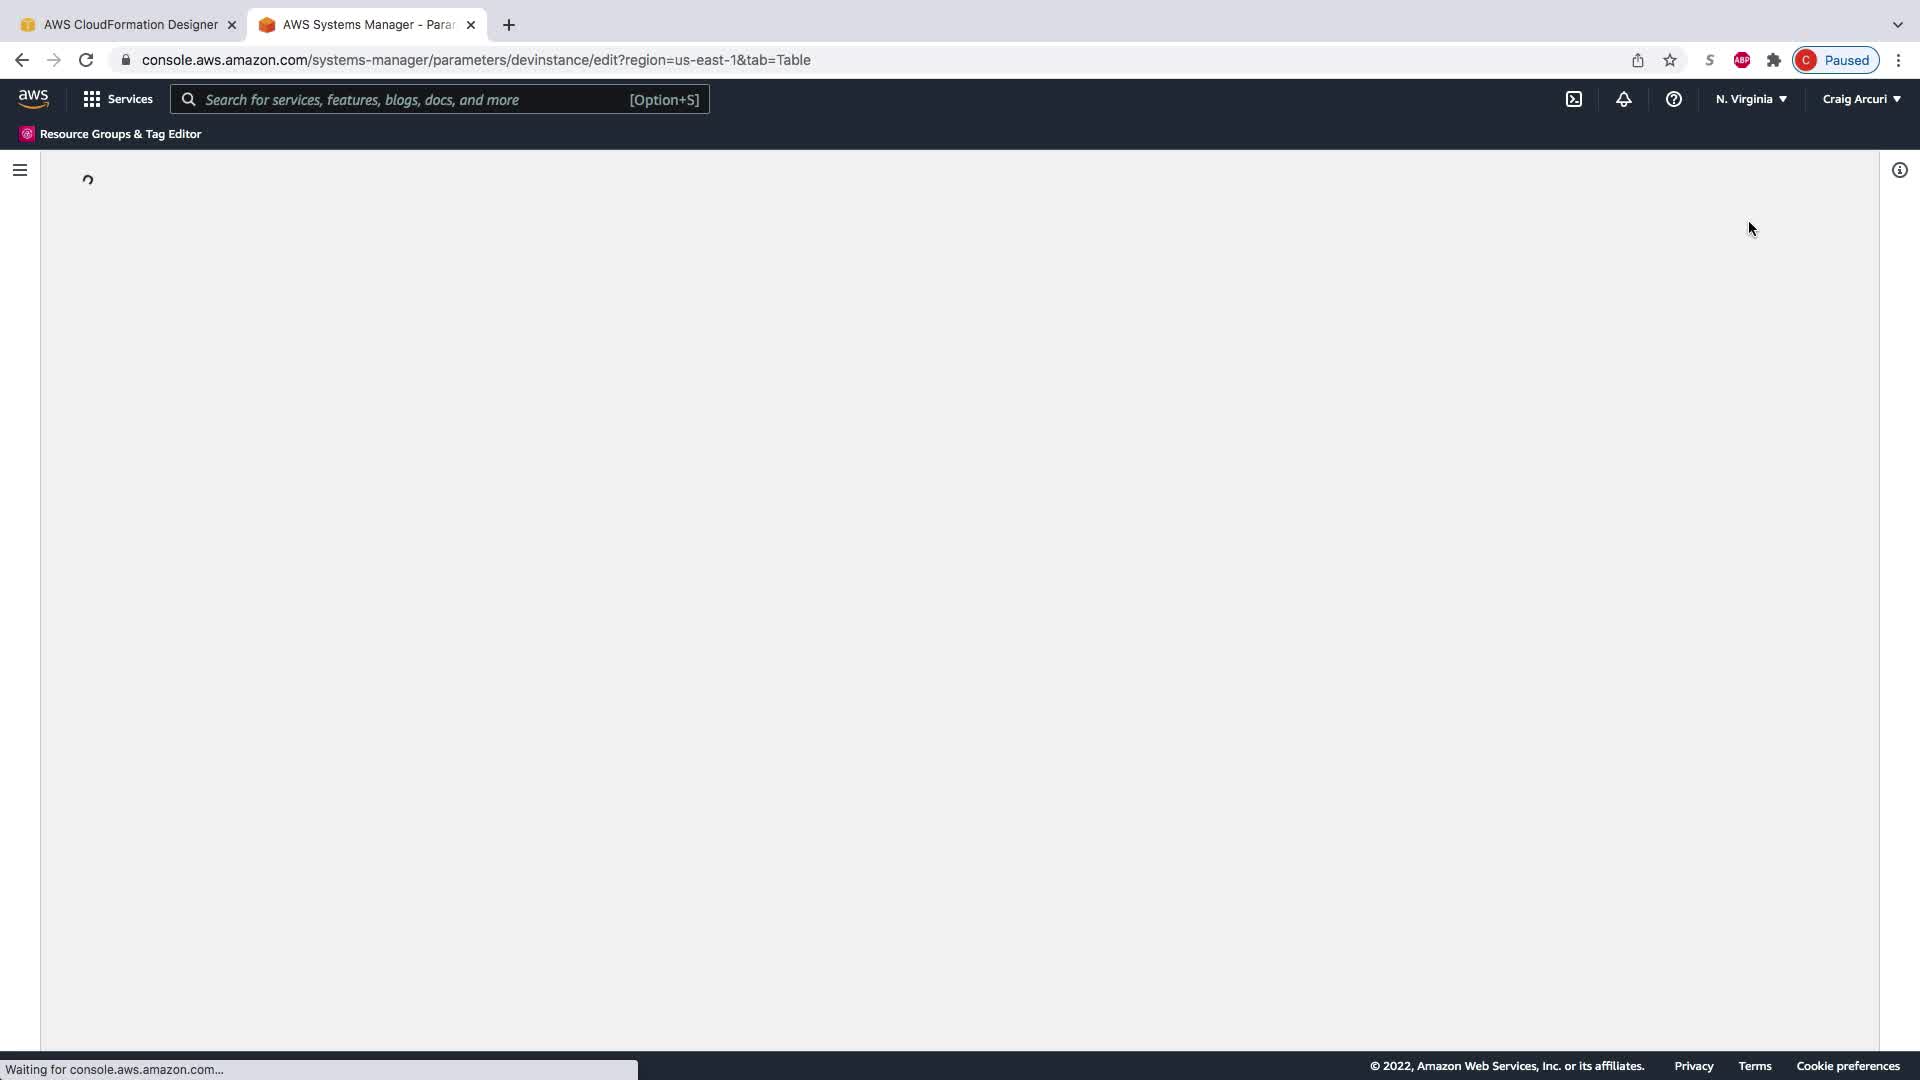 AWS CloudFormation Designer
AWS Systems Manager - Para
console.aws.amazon.com/systems-manager/parameters/devinstance/edit?region=us-east-1&tab=Table
S
ABP
C
Paused
aws
Services
Search for services, features, blogs, docs, and more
[Option+S]
N. Virginia
Craig Arcuri
Resource Groups & Tag Editor
Waiting for console.aws.amazon.com...
© 2022, Amazon Web Services, Inc. or its affiliates.
Privacy
Terms
Cookie preferences